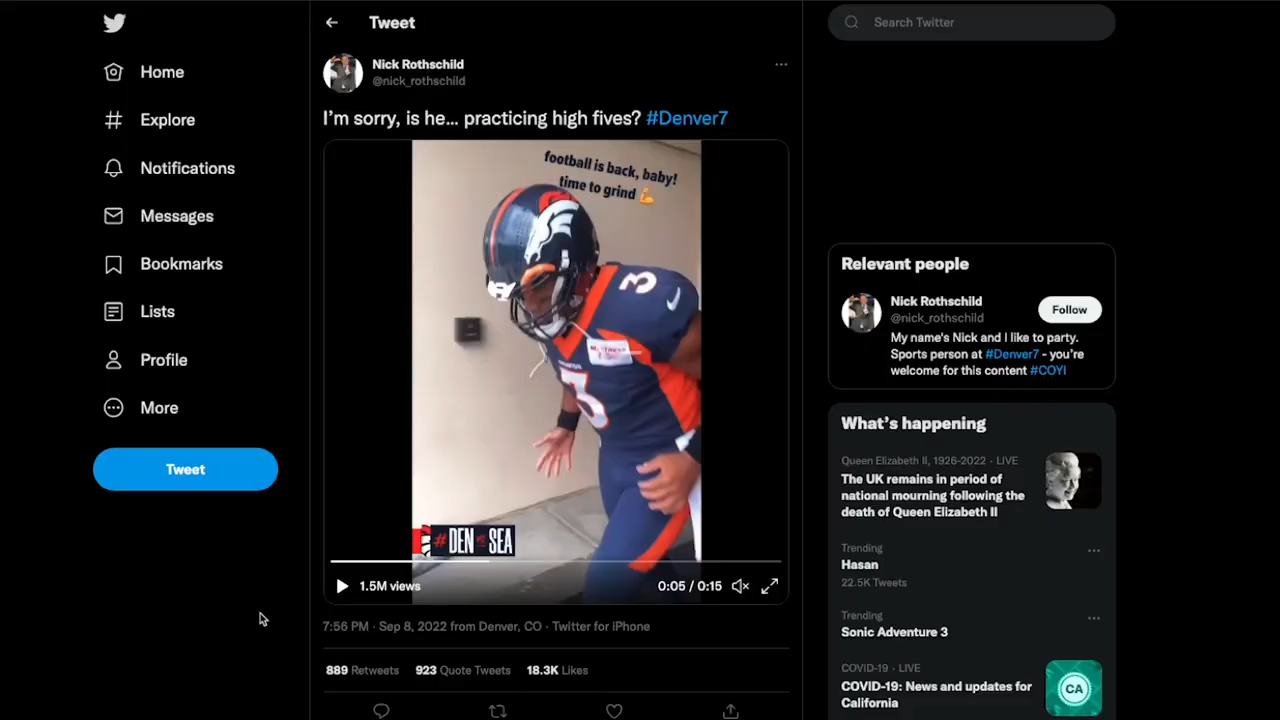 Home
Explore
Notifications
Messages
Bookmarks
Lists
Profile
More
Tweet
Tweet
Nick Rothschild
@nick_rothschild
I'm sorry, is he... practicing high fives? #Denver7
football is back, baby!
time to grind 💪
3
3
#DEN VS SEA
1.5M views
0:05 / 0:15
7:56 PM · Sep 8, 2022 from Denver, CO · Twitter for iPhone
889 Retweets 923 Quote Tweets 18.3K Likes
Search Twitter
Relevant people
Nick Rothschild
@nick_rothschild
Follow
My name's Nick and I like to party.
Sports person at #Denver7 - you're
welcome for this content #COYI
What's happening
Queen Elizabeth II, 1926-2022 · LIVE
The UK remains in period of
national mourning following the
death of Queen Elizabeth II
Trending
Hasan
22.5K Tweets
Trending
Sonic Adventure 3
COVID-19 · LIVE
COVID-19: News and updates for
California
CA